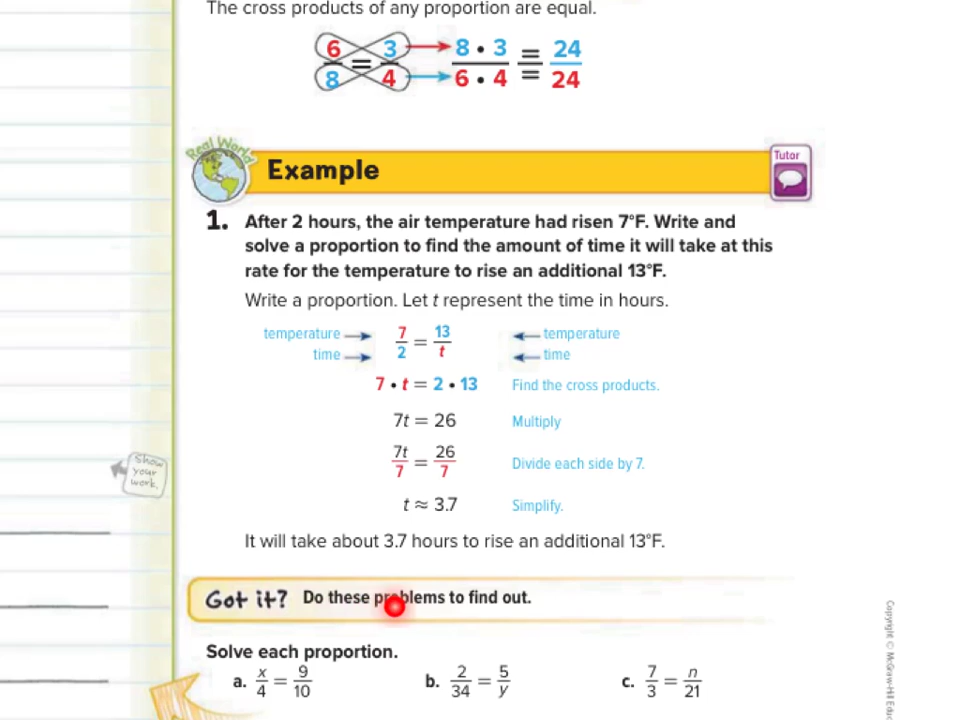 The cross products of any proportion are equal.
6/8 = 3/4 → 8 • 3 / 6 • 4 = 24/24
Real World
Example
Tutor
1. After 2 hours, the air temperature had risen 7°F. Write and
solve a proportion to find the amount of time it will take at this
rate for the temperature to rise an additional 13°F.
Write a proportion. Let t represent the time in hours.
temperature → 7/2 = 13/t ← temperature
time → ← time
7 • t = 2 • 13 Find the cross products.
7t = 26 Multiply
7t/7 = 26/7 Divide each side by 7.
Show
your
work.
t ≈ 3.7 Simplify.
It will take about 3.7 hours to rise an additional 13°F.
Got it? Do these problems to find out.
Solve each proportion.
a. x/4 = 9/10 b. 2/34 = 5/y c. 7/3 = n/21
Copyright © McGraw-Hill Educ